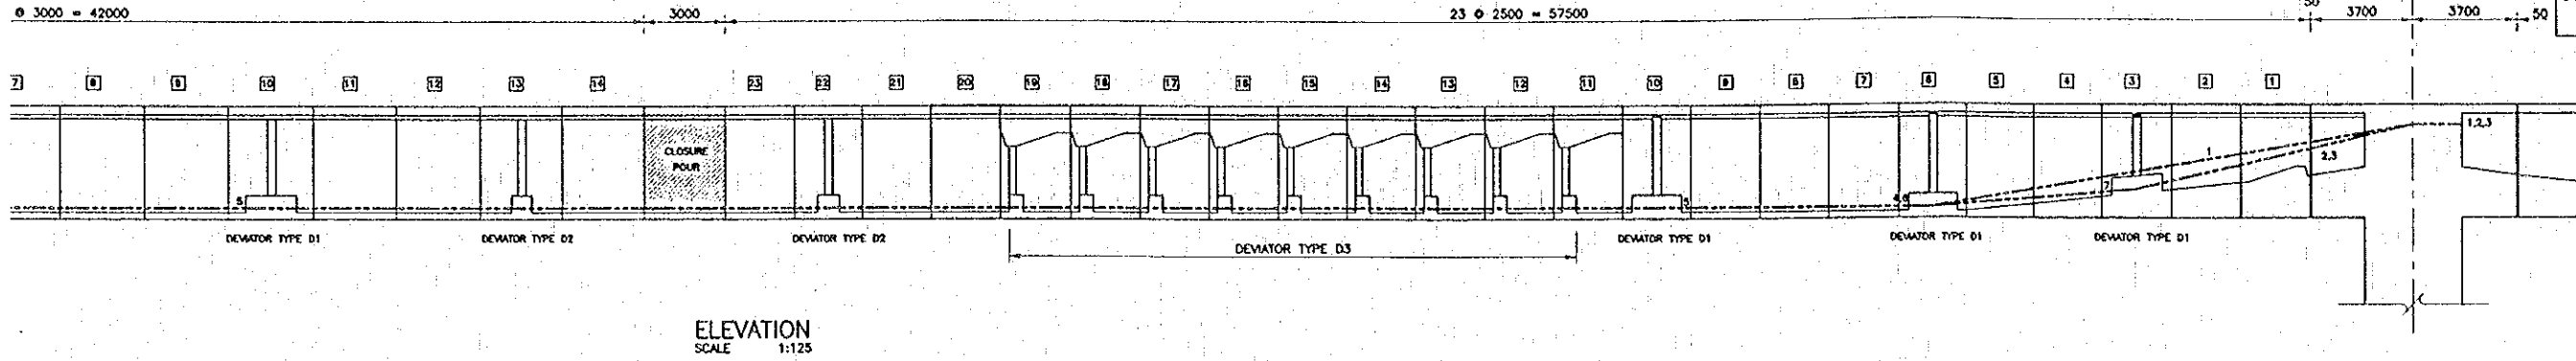 @ 3000 = 42000
3000
23 @ 2500 = 57500
50
3700
3700
50
7 8 9 10 11 12 13 14 23 22 21 20 19 18 17 16 15 14 13 12 11 10 9 8 7 6 5 4 3 2 1
CLOSURE
POUR
1,2,3
1
2,3
7
5
5
4,6
DEVIATOR TYPE D1
DEVIATOR TYPE D2
DEVIATOR TYPE D2
DEVIATOR TYPE D3
DEVIATOR TYPE D1
DEVIATOR TYPE D1
DEVIATOR TYPE D1
ELEVATION
SCALE 1:125